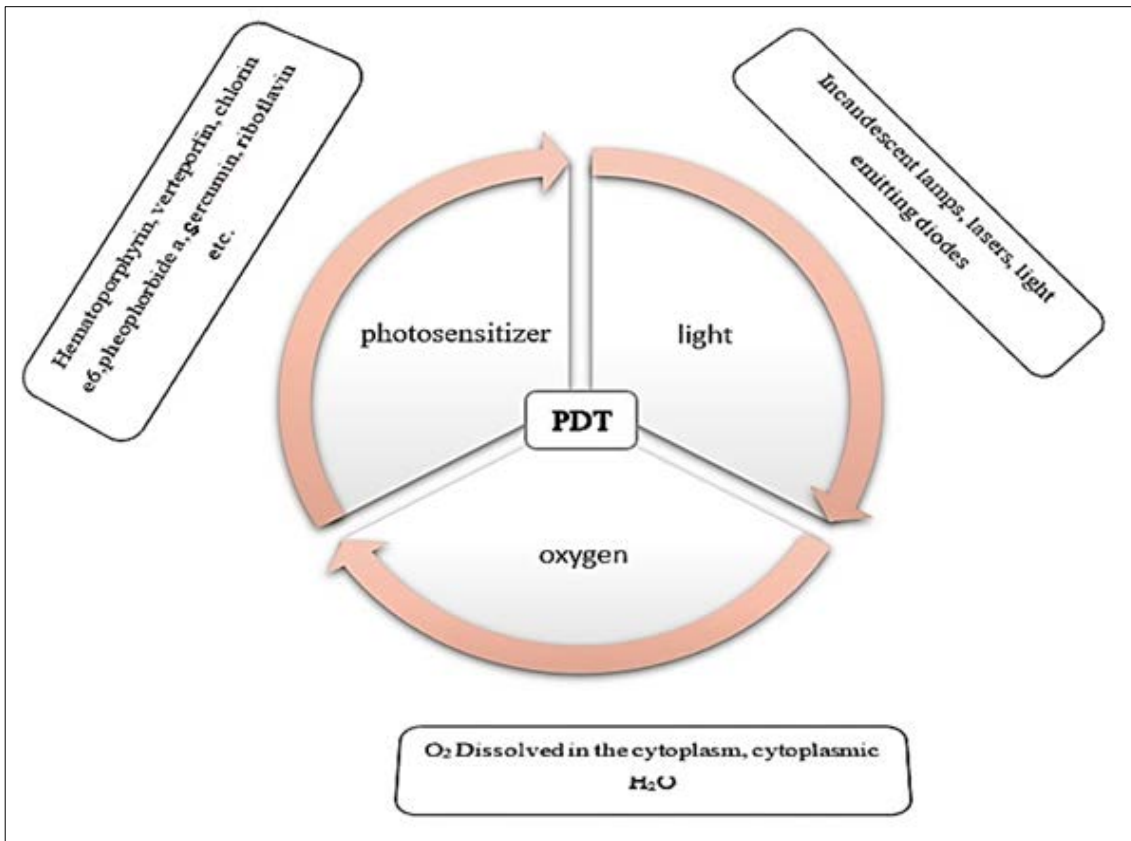 Hematoporphyrin, verteporfin, chlorin
e6,pheophorbide a, sercumin, riboflavin
etc.
Incandescent lamps, lasers, light
emitting diodes
photosensitizer
light
PDT
oxygen
O₂ Dissolved in the cytoplasm, cytoplasmic
H₂O